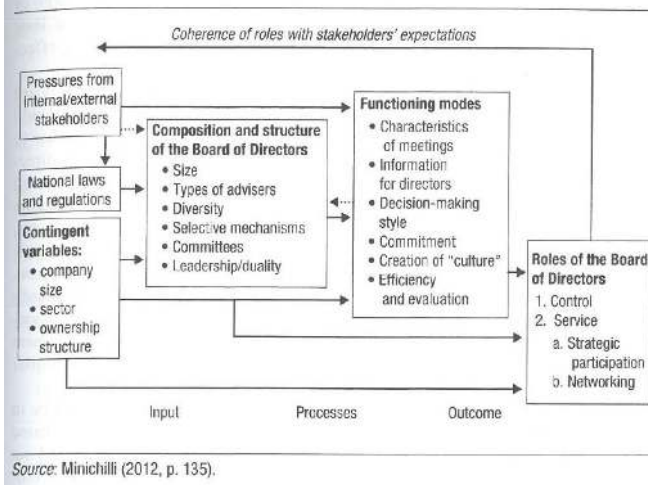 Coherence of roles with stakeholders' expectations
Pressures from
internal/external
stakeholders
National laws
and regulations
Contingent
variables:
• company
size
• sector
• ownership
structure
Composition and structure
of the Board of Directors
• Size
• Types of advisers
• Diversity
• Selective mechanisms
• Committees
• Leadership/duality
Functioning modes
• Characteristics
of meetings
• Information
for directors
• Decision-making
style
• Commitment
• Creation of "culture"
• Efficiency
and evaluation
Roles of the Board
of Directors
1. Control
2. Service
a. Strategic
participation
b. Networking
Input
Processes
Outcome
Source: Minichilli (2012, p. 135).